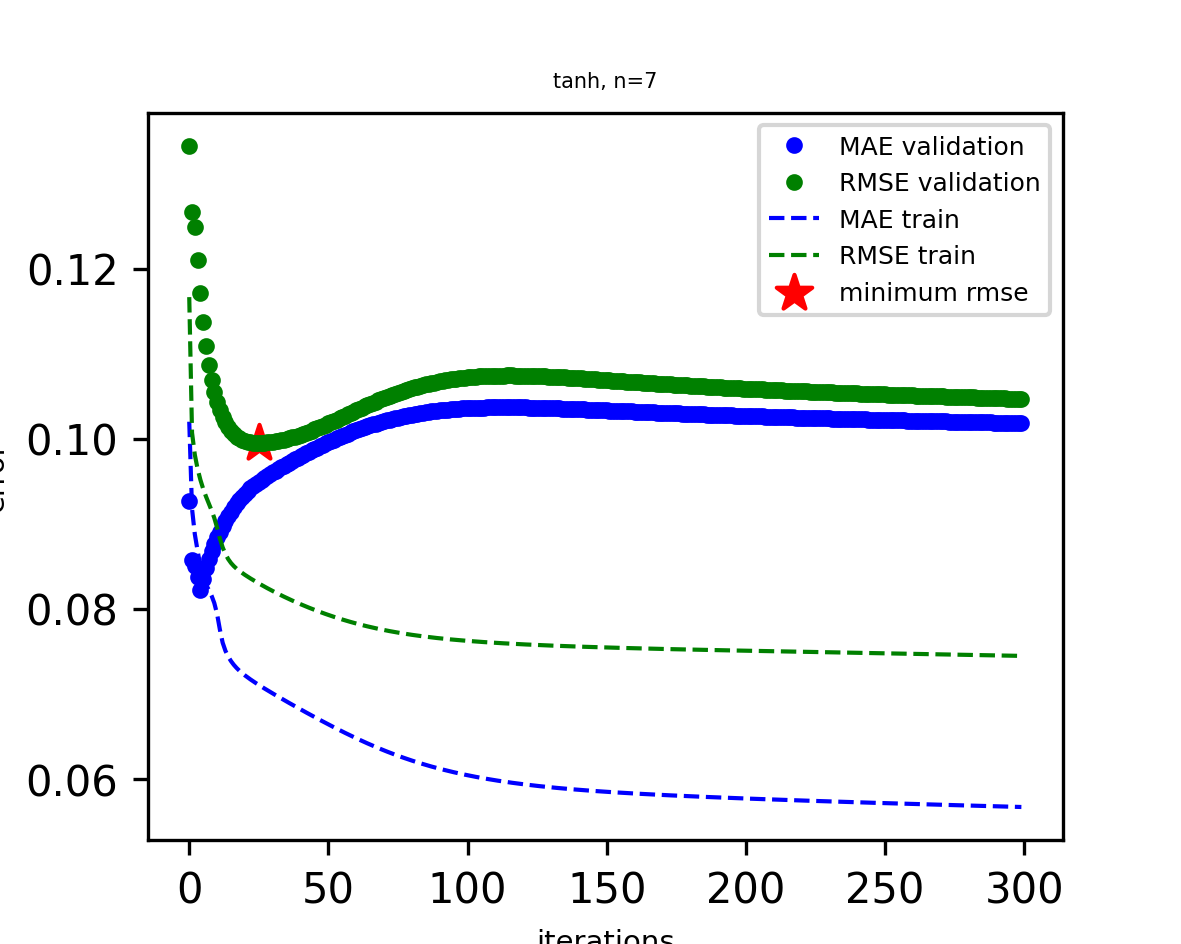 tanh, n=7
MAE validation
RMSE validation
MAE train
RMSE train
minimum rmse
0.12
0.10
0.08
0.06
0 50 100 150 200 250 300
iterations